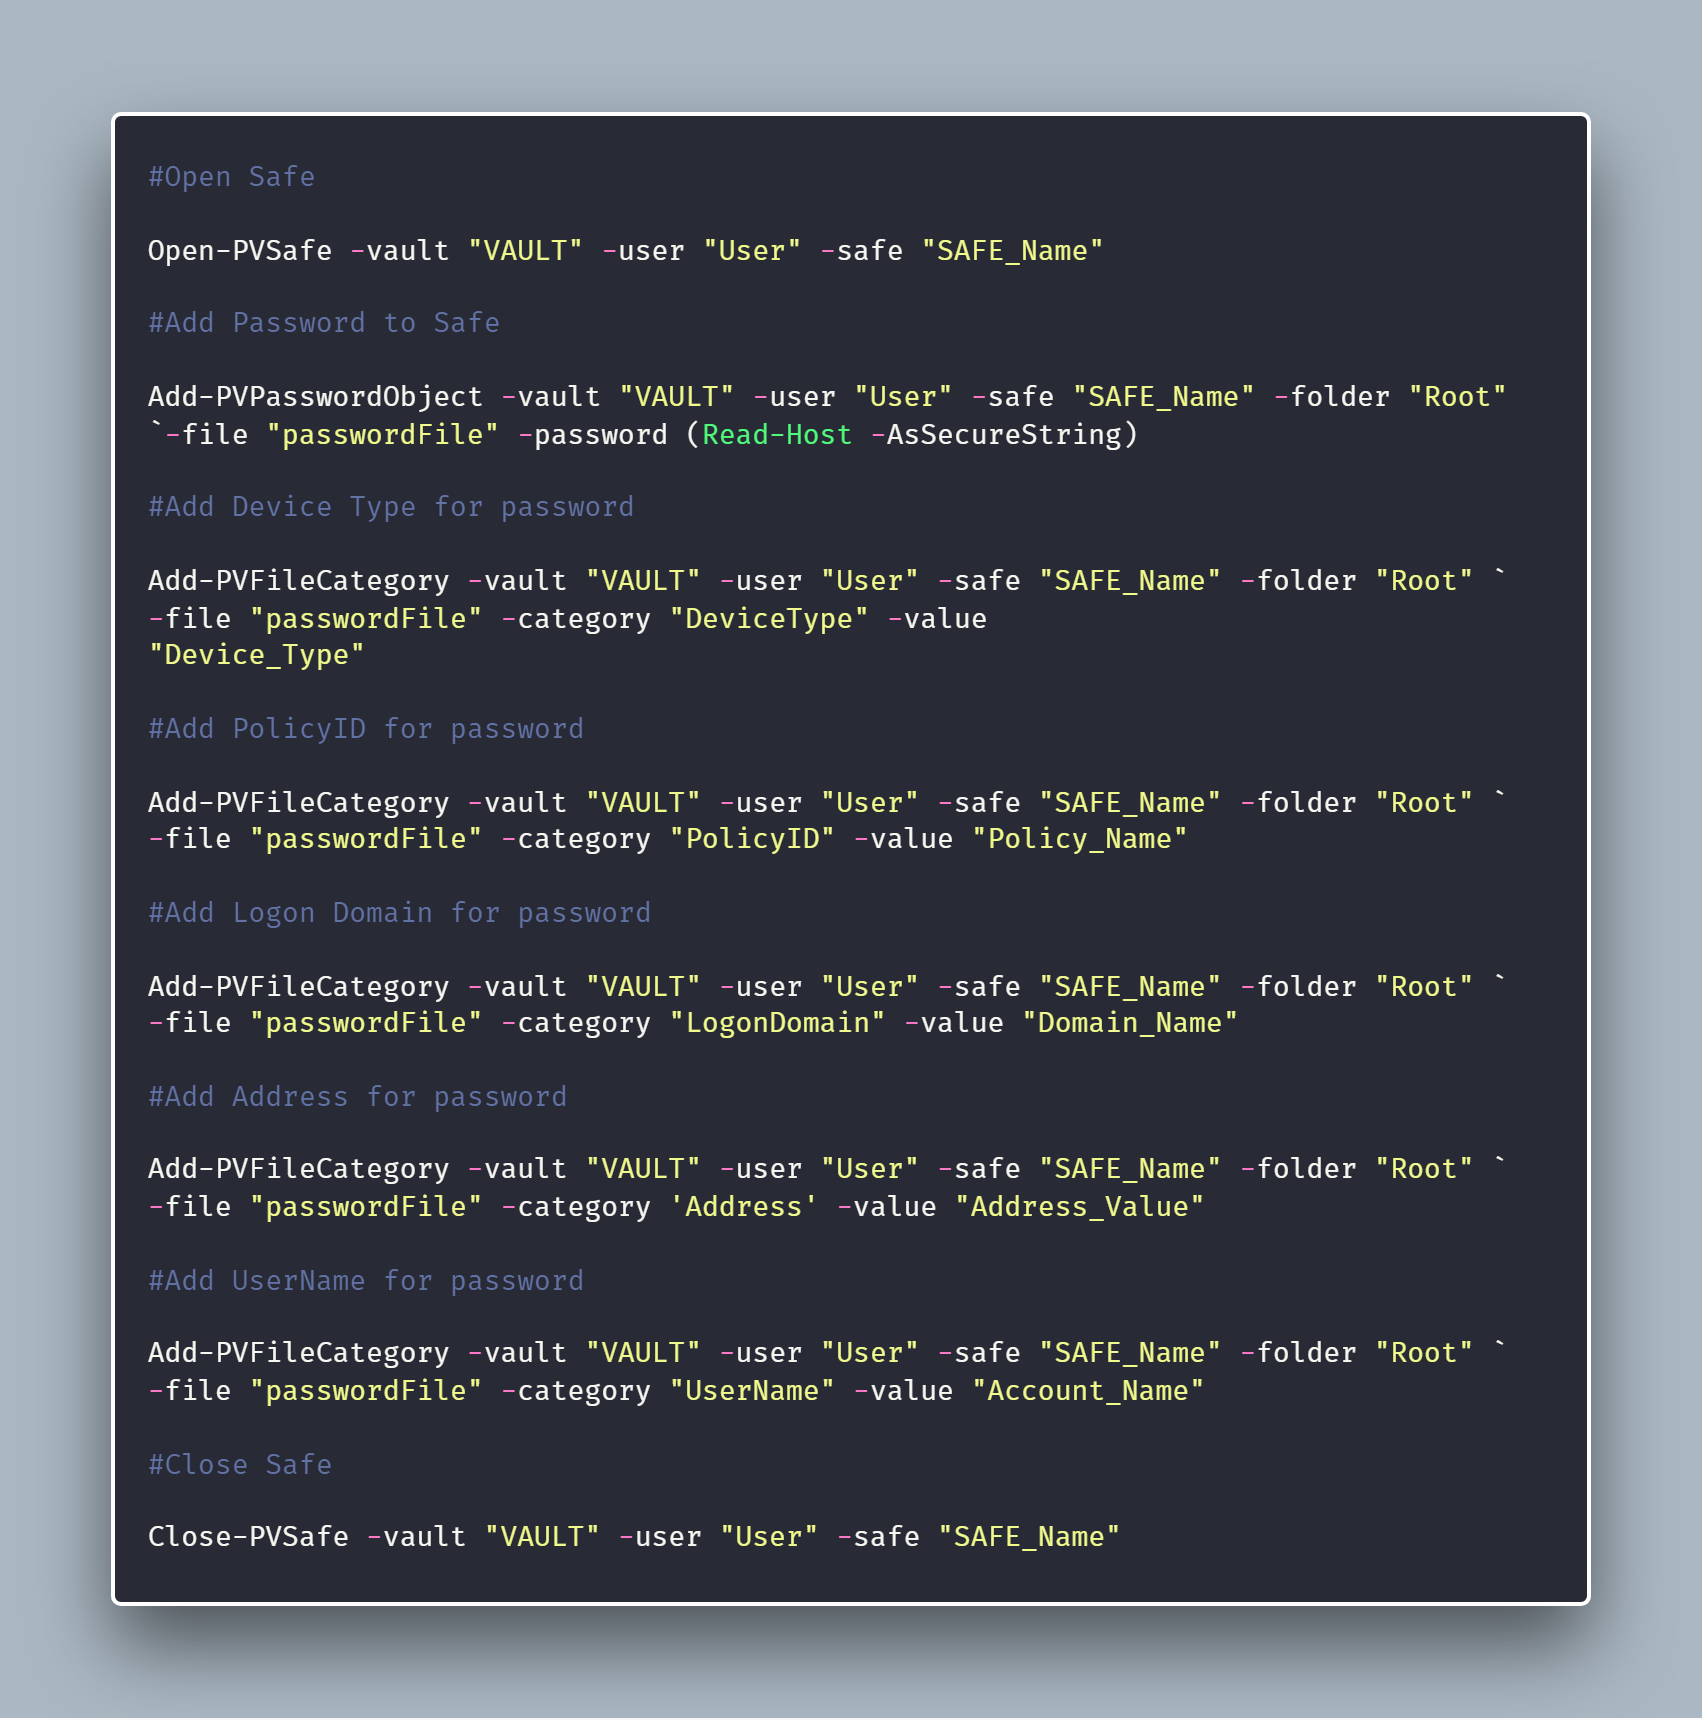 #Open Safe
Open-PVSafe -vault "VAULT" -user "User" -safe "SAFE_Name"
#Add Password to Safe
Add-PVPasswordObject -vault "VAULT" -user "User" -safe "SAFE_Name" -folder "Root"
`-file "passwordFile" -password (Read-Host -AsSecureString)
#Add Device Type for password
Add-PVFileCategory -vault "VAULT" -user "User" -safe "SAFE_Name" -folder "Root" `
-file "passwordFile" -category "DeviceType" -value
"Device_Type"
#Add PolicyID for password
Add-PVFileCategory -vault "VAULT" -user "User" -safe "SAFE_Name" -folder "Root" `
-file "passwordFile" -category "PolicyID" -value "Policy_Name"
#Add Logon Domain for password
Add-PVFileCategory -vault "VAULT" -user "User" -safe "SAFE_Name" -folder "Root" `
-file "passwordFile" -category "LogonDomain" -value "Domain_Name"
#Add Address for password
Add-PVFileCategory -vault "VAULT" -user "User" -safe "SAFE_Name" -folder "Root" `
-file "passwordFile" -category 'Address' -value "Address_Value"
#Add UserName for password
Add-PVFileCategory -vault "VAULT" -user "User" -safe "SAFE_Name" -folder "Root" `
-file "passwordFile" -category "UserName" -value "Account_Name"
#Close Safe
Close-PVSafe -vault "VAULT" -user "User" -safe "SAFE_Name"